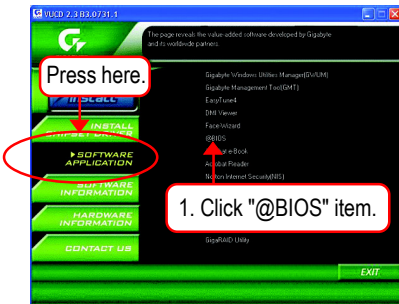 VUCD 2.3 B3.0731.1
The page reveals the value-added software developed by Gigabyte
and its worldwide partners.
Press here.
INSTALL
CHIPSET DRIVER
SOFTWARE
APPLICATION
SOFTWARE
INFORMATION
HARDWARE
INFORMATION
CONTACT US
Gigabyte Windows Utilities Manager(GWUM)
Gigabyte Management Tool(GMT)
EasyTune4
DMI Viewer
Face-Wizard
@BIOS
e-Book
Acrobat Reader
Norton Internet Security(NIS)
1. Click "@BIOS" item.
GigaRAID Utility
EXIT